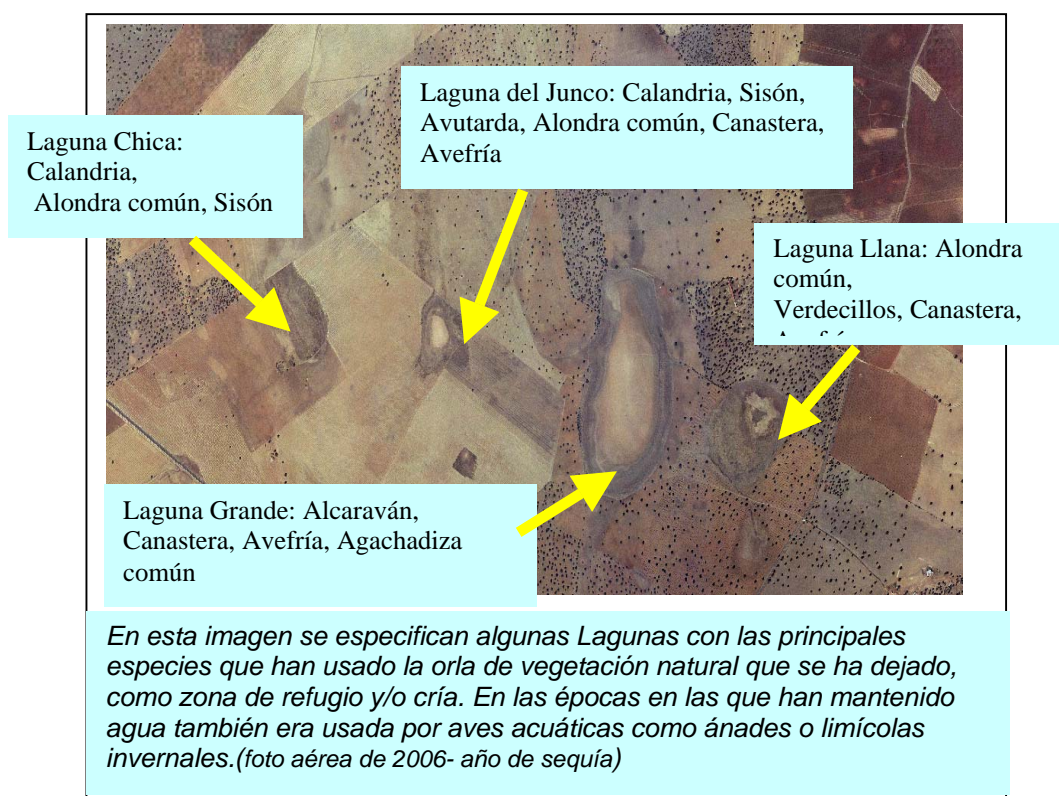 Laguna Chica:
Calandria,
Alondra común, Sisón
Laguna del Junco: Calandria, Sisón,
Avutarda, Alondra común, Canastera,
Avefría
Laguna Llana: Alondra
común,
Verdecillos, Canastera,
Laguna Grande: Alcaraván,
Canastera, Avefría, Agachadiza
común
En esta imagen se especifican algunas Lagunas con las principales
especies que han usado la orla de vegetación natural que se ha dejado,
como zona de refugio y/o cría. En las épocas en las que han mantenido
agua también era usada por aves acuáticas como ánades o limícolas
invernales.(foto aérea de 2006- año de sequía)